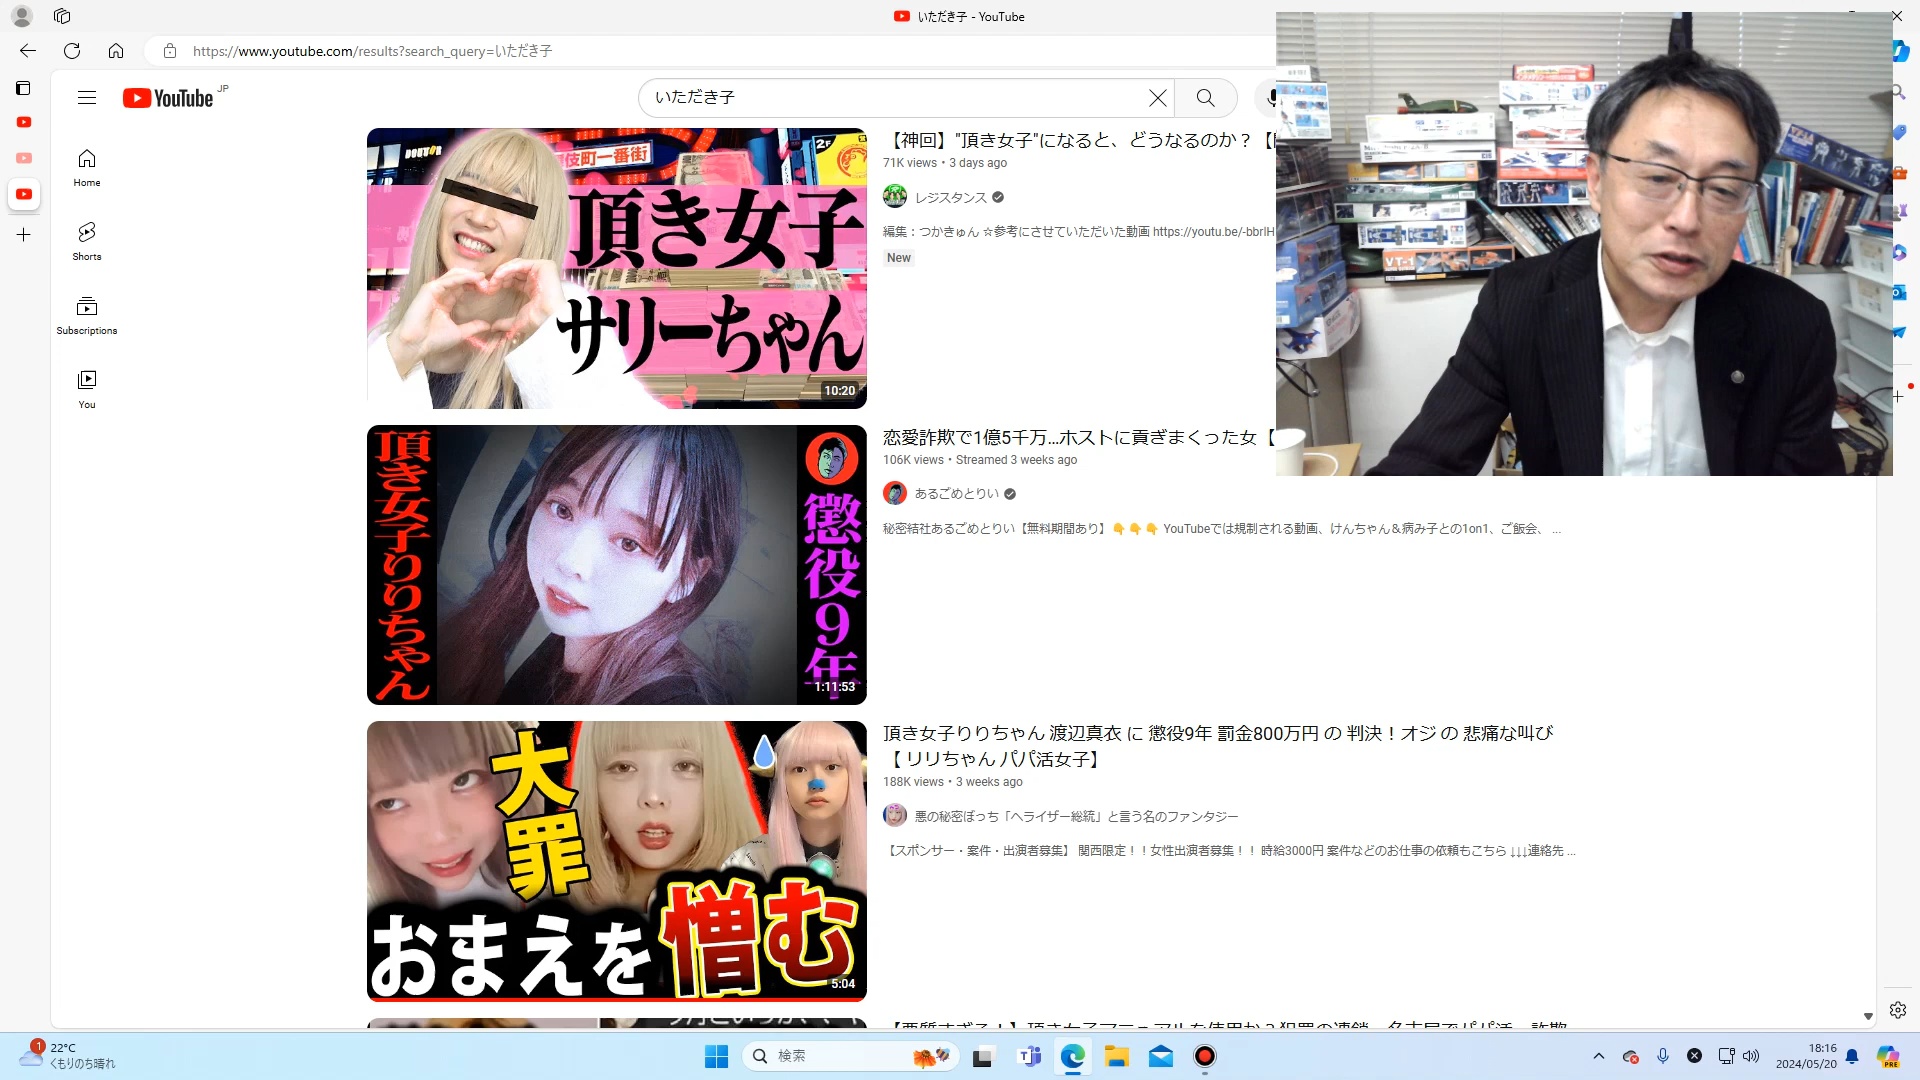 いただき子 - YouTube
https://www.youtube.com/results?search_query=いただき子
YouTube JP
いただき子
Home
Shorts
Subscriptions
You
DOUTOR
伎町一番街
2F
頂き女子
サリーちゃん
10:20
【神回】"頂き女子"になると、どうなるのか？【
71K views • 3 days ago
レジスタンス
編集：つかきゅん ☆参考にさせていただいた動画 https://youtu.be/-bbrlH
New
頂き女子りりちゃん
懲役9年
1:11:53
恋愛詐欺で1億5千万…ホストに貢ぎまくった女【
106K views • Streamed 3 weeks ago
あるごめとりい
秘密結社あるごめとりい【無料期間あり】👇👇👇 YouTubeでは規制される動画、けんちゃん＆病み子との1on1、ご飯会、 ...
大罪
おまえを憎む
5:04
頂き女子りりちゃん 渡辺真衣 に 懲役9年 罰金800万円 の 判決！オジ の 悲痛な叫び
【 リリちゃん パパ活女子】
188K views • 3 weeks ago
悪の秘密ぼっち「ヘライザー総統」と言う名のファンタジー
【スポンサー・案件・出演者募集】 関西限定！！女性出演者募集！！ 時給3000円 案件などのお仕事の依頼もこちら ↓↓↓連絡先 ...
VT-1
1
22°C
くもりのち晴れ
検索
18:16
2024/05/20
PRE